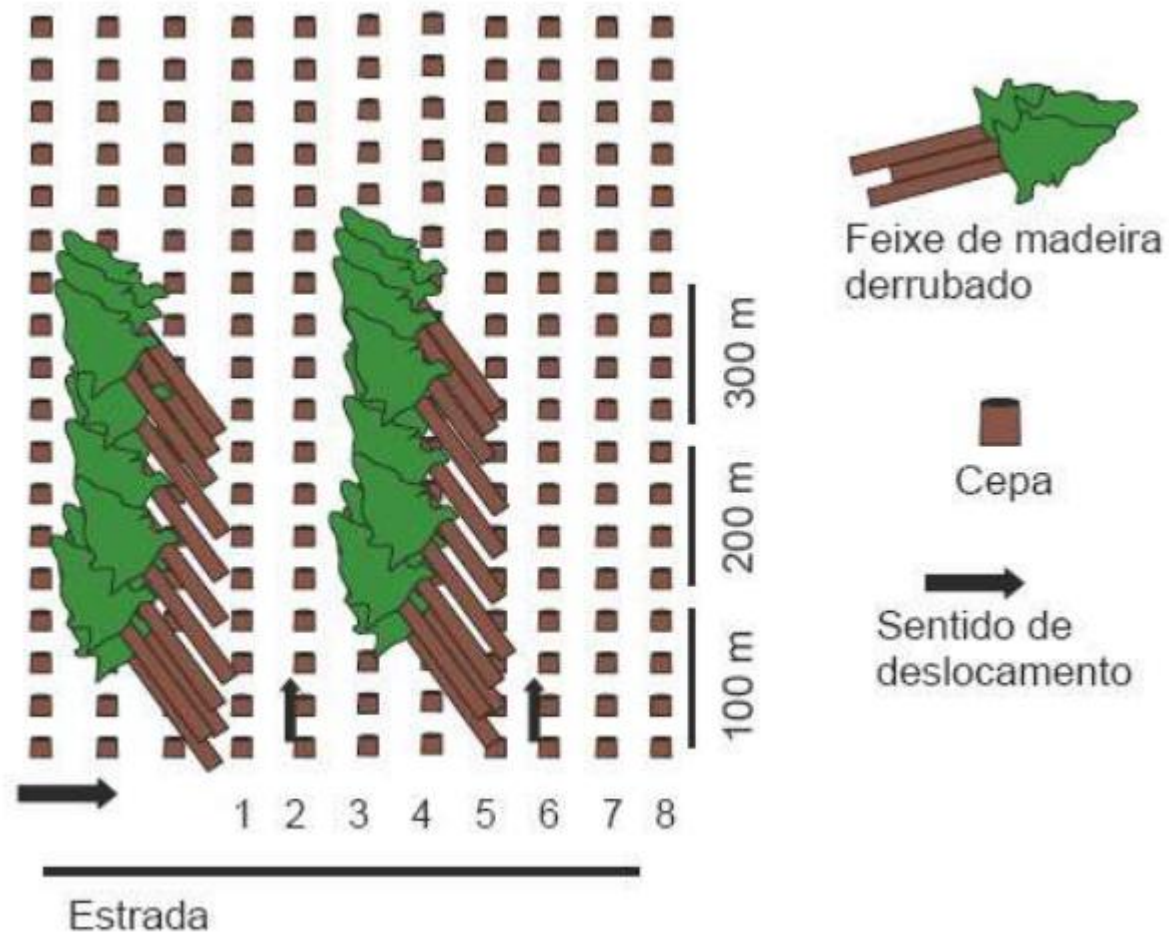 Feixe de madeira
derrubado
300 m
Cepa
200 m
Sentido de
deslocamento
100 m
1 2 3 4 5 6 7 8
Estrada